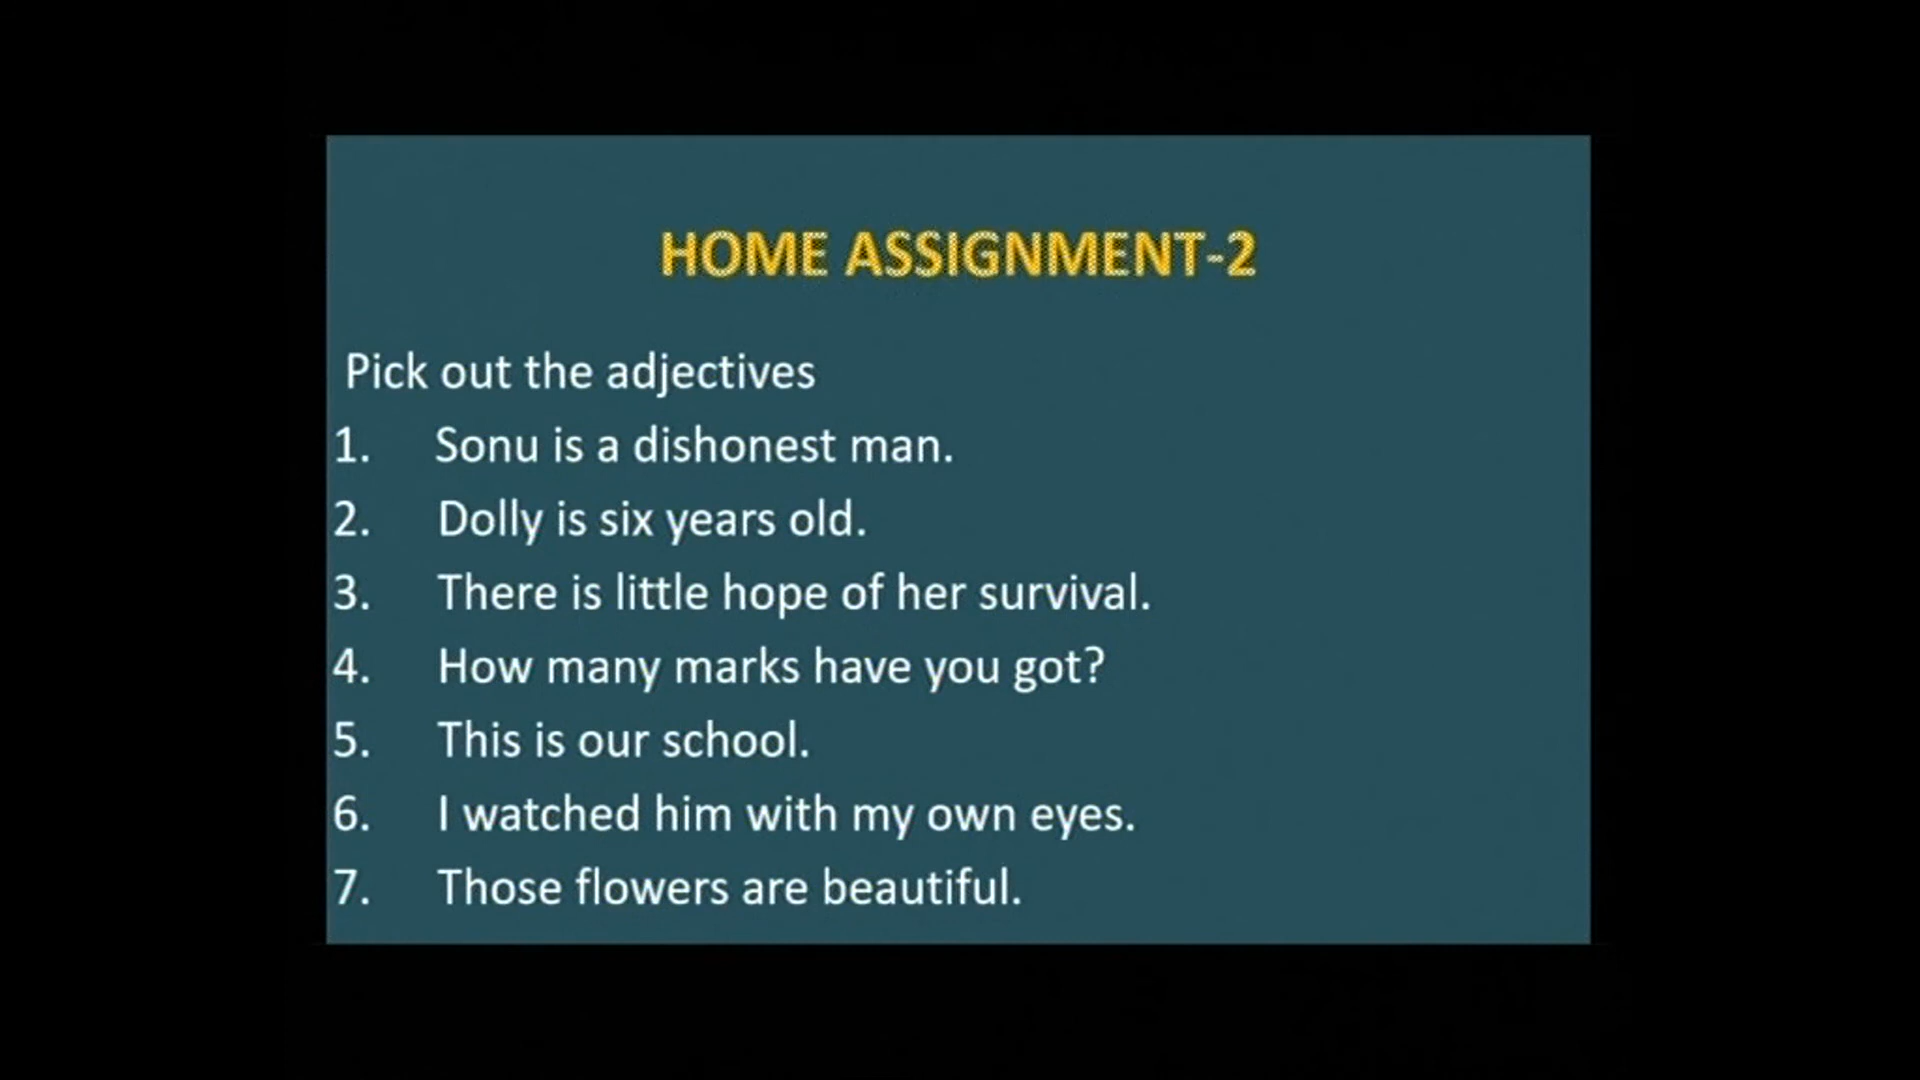 HOME ASSIGNMENT-2
Pick out the adjectives
1. Sonu is a dishonest man.
2. Dolly is six years old.
3. There is little hope of her survival.
4. How many marks have you got?
5. This is our school.
6. I watched him with my own eyes.
7. Those flowers are beautiful.